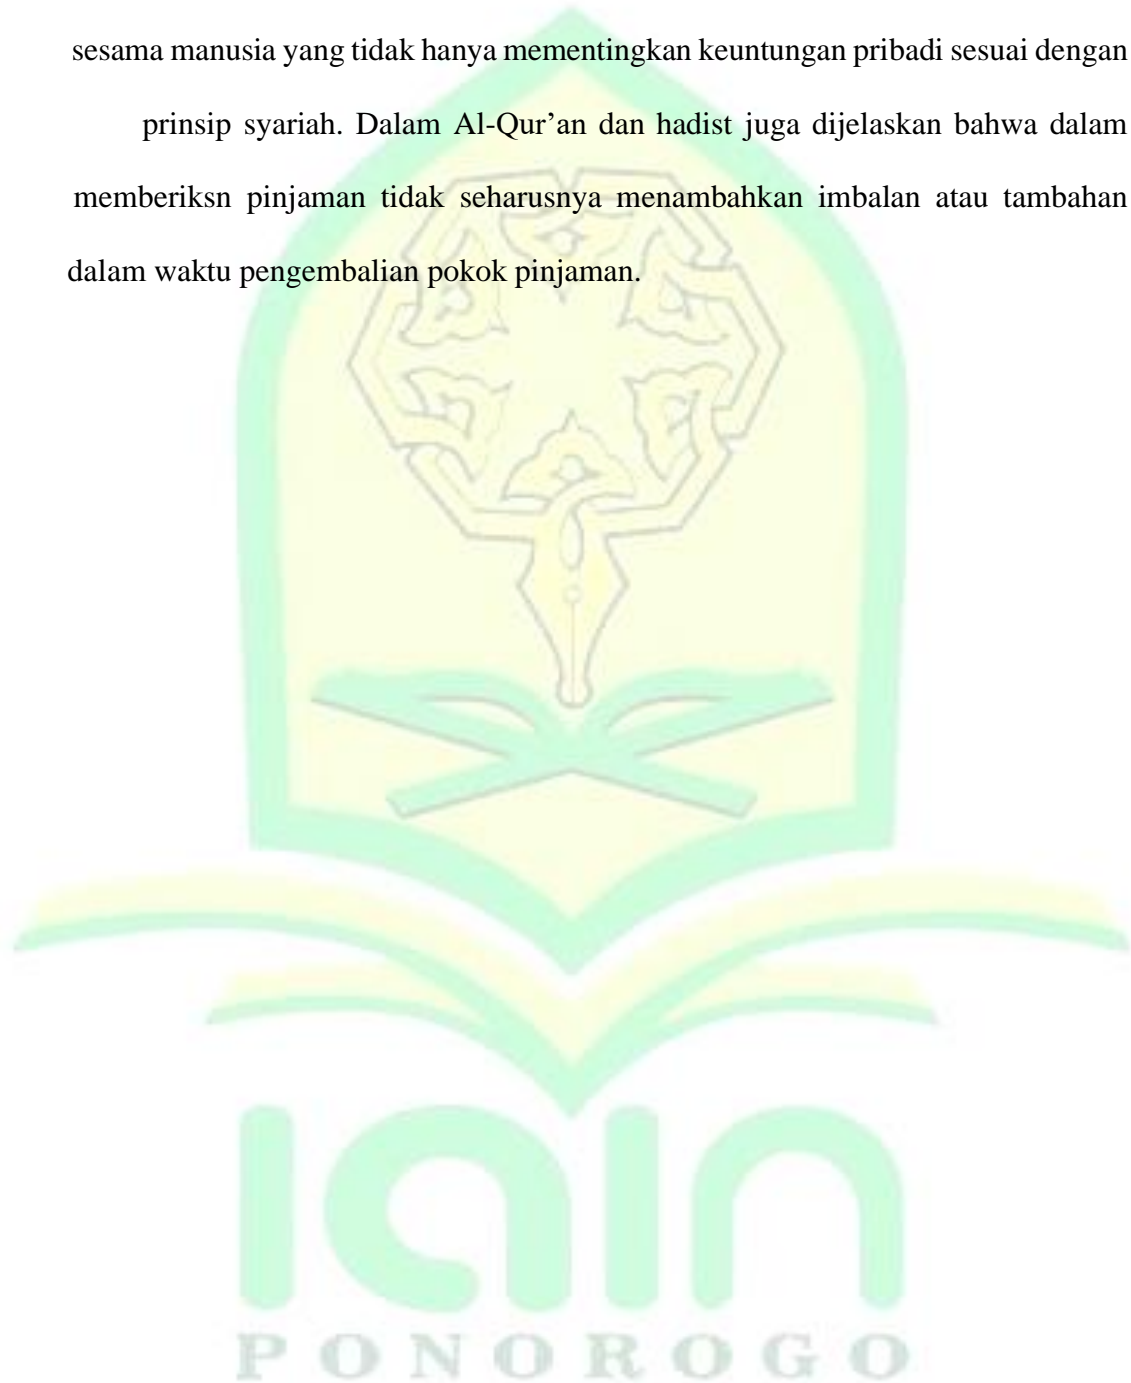 sesama manusia yang tidak hanya mementingkan keuntungan pribadi sesuai dengan
prinsip syariah. Dalam Al-Qur’an dan hadist juga dijelaskan bahwa dalam
memberiksn pinjaman tidak seharusnya menambahkan imbalan atau tambahan
dalam waktu pengembalian pokok pinjaman.
iain
PONOROGO